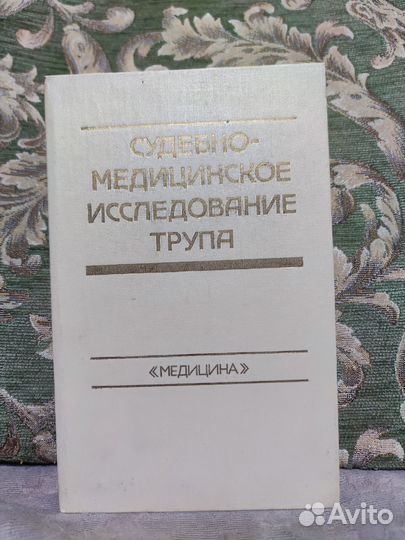 СУДЕБНО-
МЕДИЦИНСКОЕ
ИССЛЕДОВАНИЕ
ТРУПА
«МЕДИЦИНА»
Avito